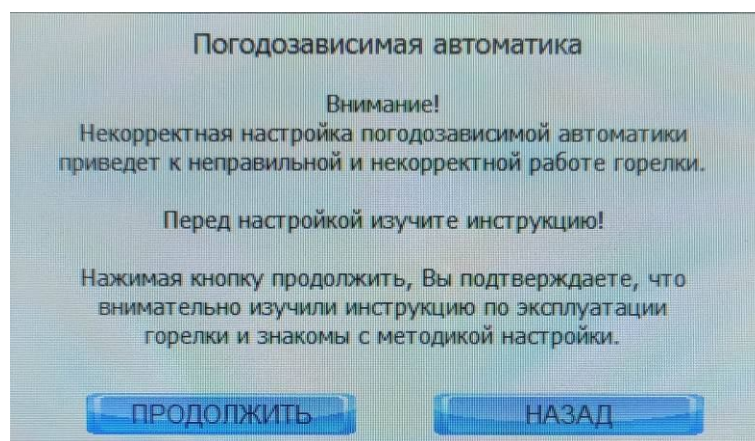 Погодозависимая автоматика
Внимание!
Некорректная настройка погодозависимой автоматики
приведет к неправильной и некорректной работе горелки.
Перед настройкой изучите инструкцию!
Нажимая кнопку продолжить, Вы подтверждаете, что
внимательно изучили инструкцию по эксплуатации
горелки и знакомы с методикой настройки.
ПРОДОЛЖИТЬ
НАЗАД